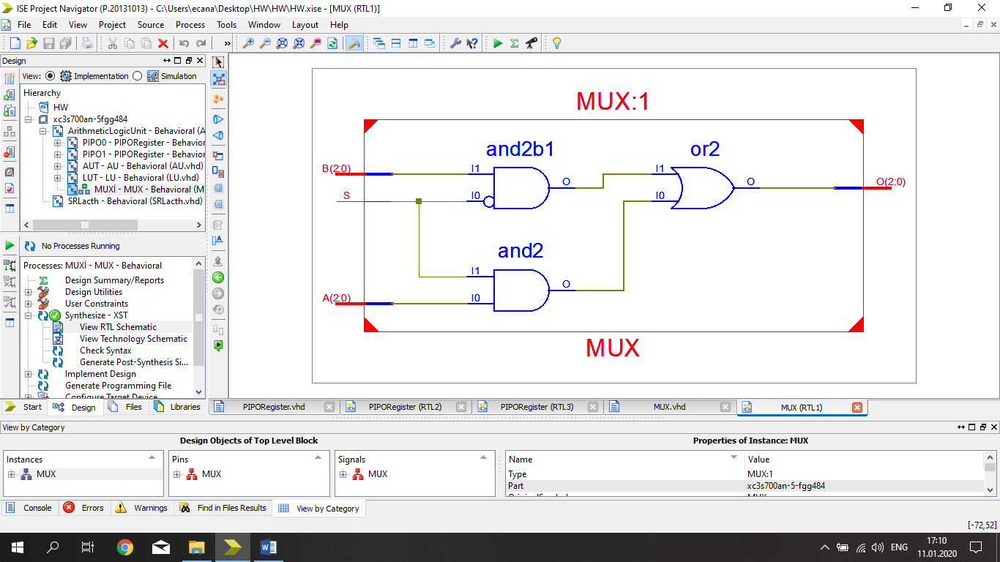 ISE Project Navigator (P.20131013) - C:\Users\ecana\Desktop\HW\HW\HW.xise - [MUX (RTL1)]
File Edit View Project Source Process Tools Window Layout Help
»
Design
View: Implementation Simulation
Hierarchy
HW
xc3s700an-5fgg484
ArithmeticLogicUnit - Behavioral (A
PIPO0 - PIPORegister - Behavior
PIPO1 - PIPORegister - Behavior
AUT - AU - Behavioral (AU.vhd)
LUT - LU - Behavioral (LU.vhd)
MUXİ - MUX - Behavioral (M
SRLacth - Behavioral (SRLacth.vhd)
No Processes Running
Processes: MUXİ - MUX - Behavioral
Design Summary/Reports
Design Utilities
User Constraints
Synthesize - XST
View RTL Schematic
View Technology Schematic
Check Syntax
Generate Post-Synthesis Si...
Implement Design
Generate Programming File
Configure Target Device
Start Design Files Libraries
MUX:1
and2b1 or2
B(2:0) I1 O I1 O O(2:0)
S I0 I0
and2
I1 O
A(2:0) I0
MUX
PIPORegister.vhd PIPORegister (RTL2) PIPORegister (RTL3) MUX.vhd MUX (RTL1)
View by Category
Design Objects of Top Level Block Properties of Instance: MUX
Instances Pins Signals Name Value
MUX MUX MUX Type MUX:1
Part xc3s700an-5-fgg484
Console Errors Warnings Find in Files Results View by Category
[-72,52]
ENG
17:10
11.01.2020